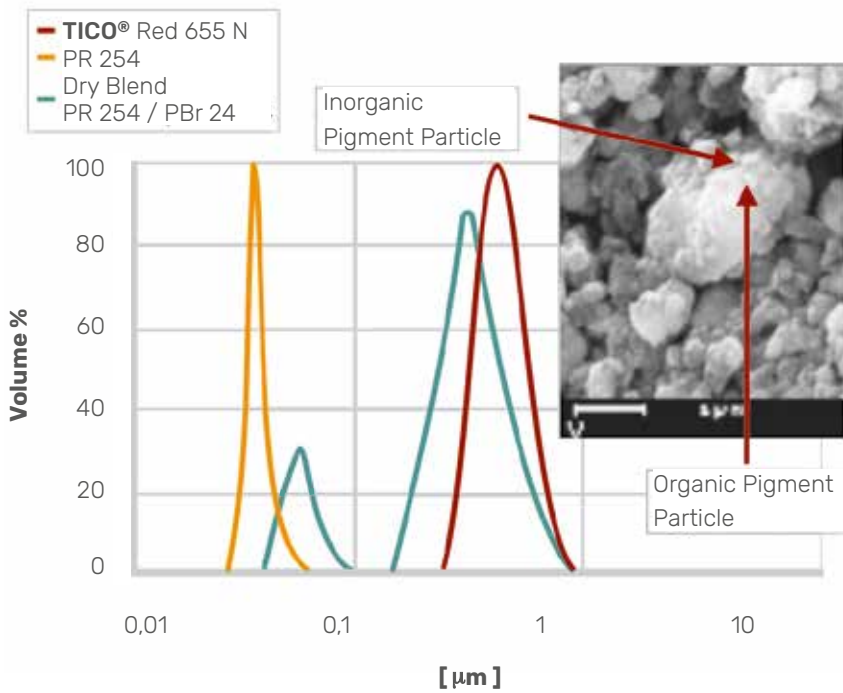 TICO® Red 655 N
PR 254
Dry Blend
PR 254 / PBr 24
Inorganic
Pigment Particle
Volume %
100
80
60
40
20
0
Organic Pigment
Particle
0,01
0,1
1
10
[ μm ]